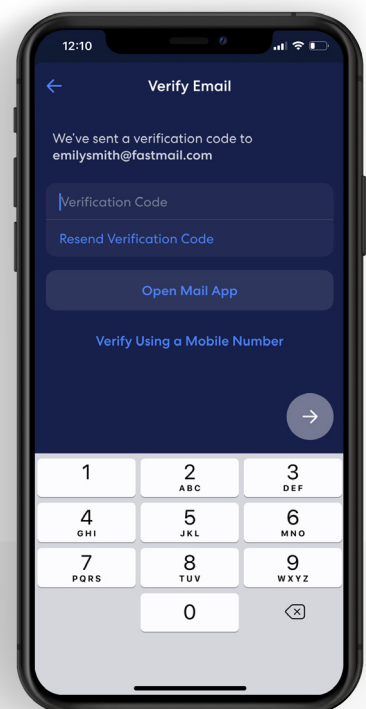 12:10
Verify Email
We've sent a verification code to
emilysmith@fastmail.com
Verification Code
Resend Verification Code
Open Mail App
Verify Using a Mobile Number
1
2
ABC
3
DEF
4
GHI
5
JKL
6
MNO
7
PQRS
8
TUV
9
WXYZ
0